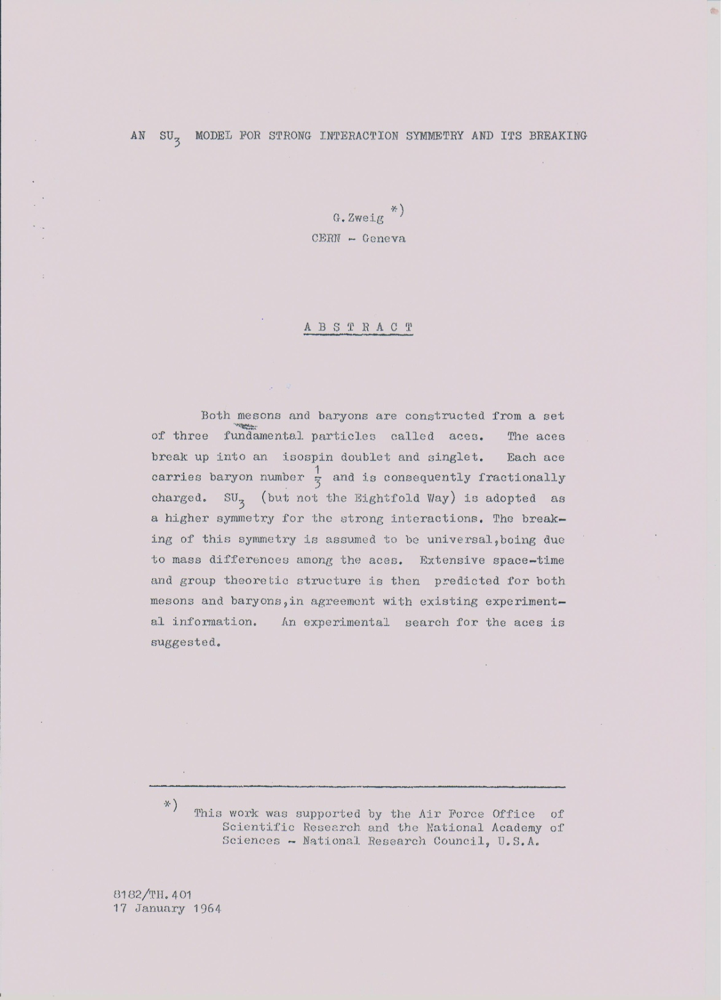 AN SU3 MODEL FOR STRONG INTERACTION SYMMETRY AND ITS BREAKING
G.Zweig *)
CERN - Geneva
A B S T R A C T
Both mesons and baryons are constructed from a set
of three fundamental particles called aces. The aces
break up into an isospin doublet and singlet. Each ace
carries baryon number 1/3 and is consequently fractionally
charged. SU3 (but not the Eightfold Way) is adopted as
a higher symmetry for the strong interactions. The break-
ing of this symmetry is assumed to be universal,being due
to mass differences among the aces. Extensive space-time
and group theoretic structure is then predicted for both
mesons and baryons,in agreement with existing experiment-
al information. An experimental search for the aces is
suggested.
*) This work was supported by the Air Force Office of
Scientific Research and the National Academy of
Sciences - National Research Council, U.S.A.
8182/TH.401
17 January 1964